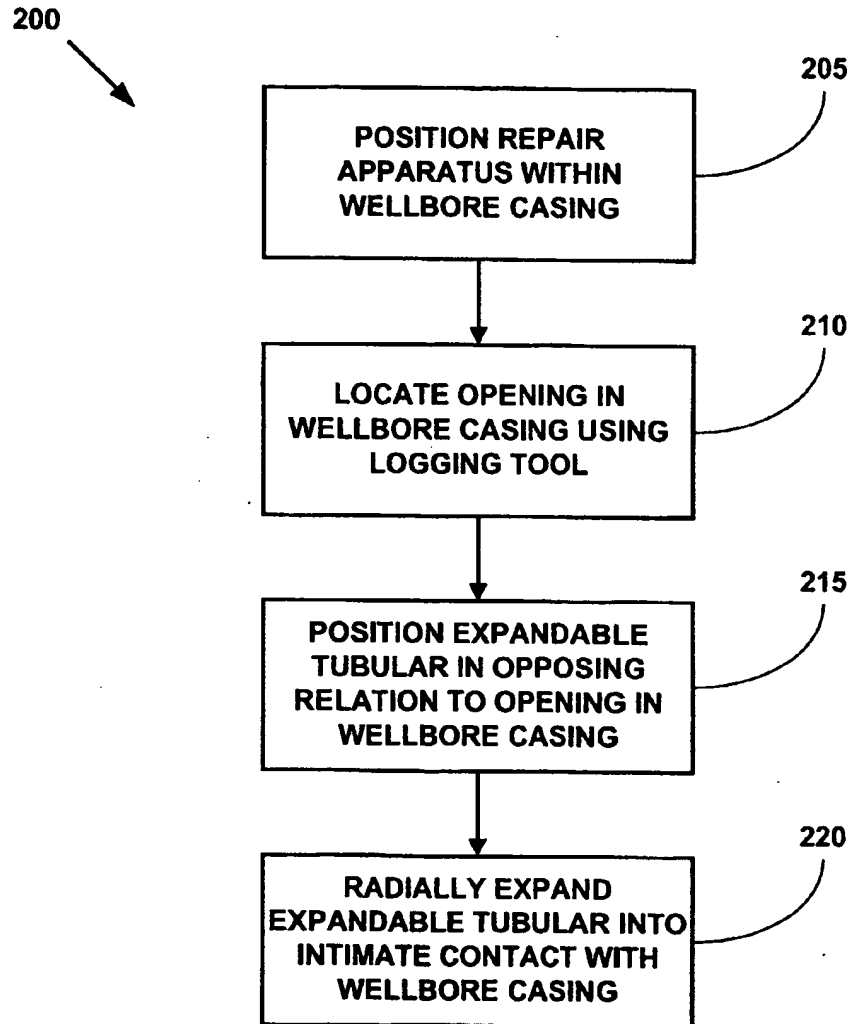 200
205
POSITION REPAIR
APPARATUS WITHIN
WELLBORE CASING
210
LOCATE OPENING IN
WELLBORE CASING USING
LOGGING TOOL
215
POSITION EXPANDABLE
TUBULAR IN OPPOSING
RELATION TO OPENING IN
WELLBORE CASING
220
RADIALLY EXPAND
EXPANDABLE TUBULAR INTO
INTIMATE CONTACT WITH
WELLBORE CASING